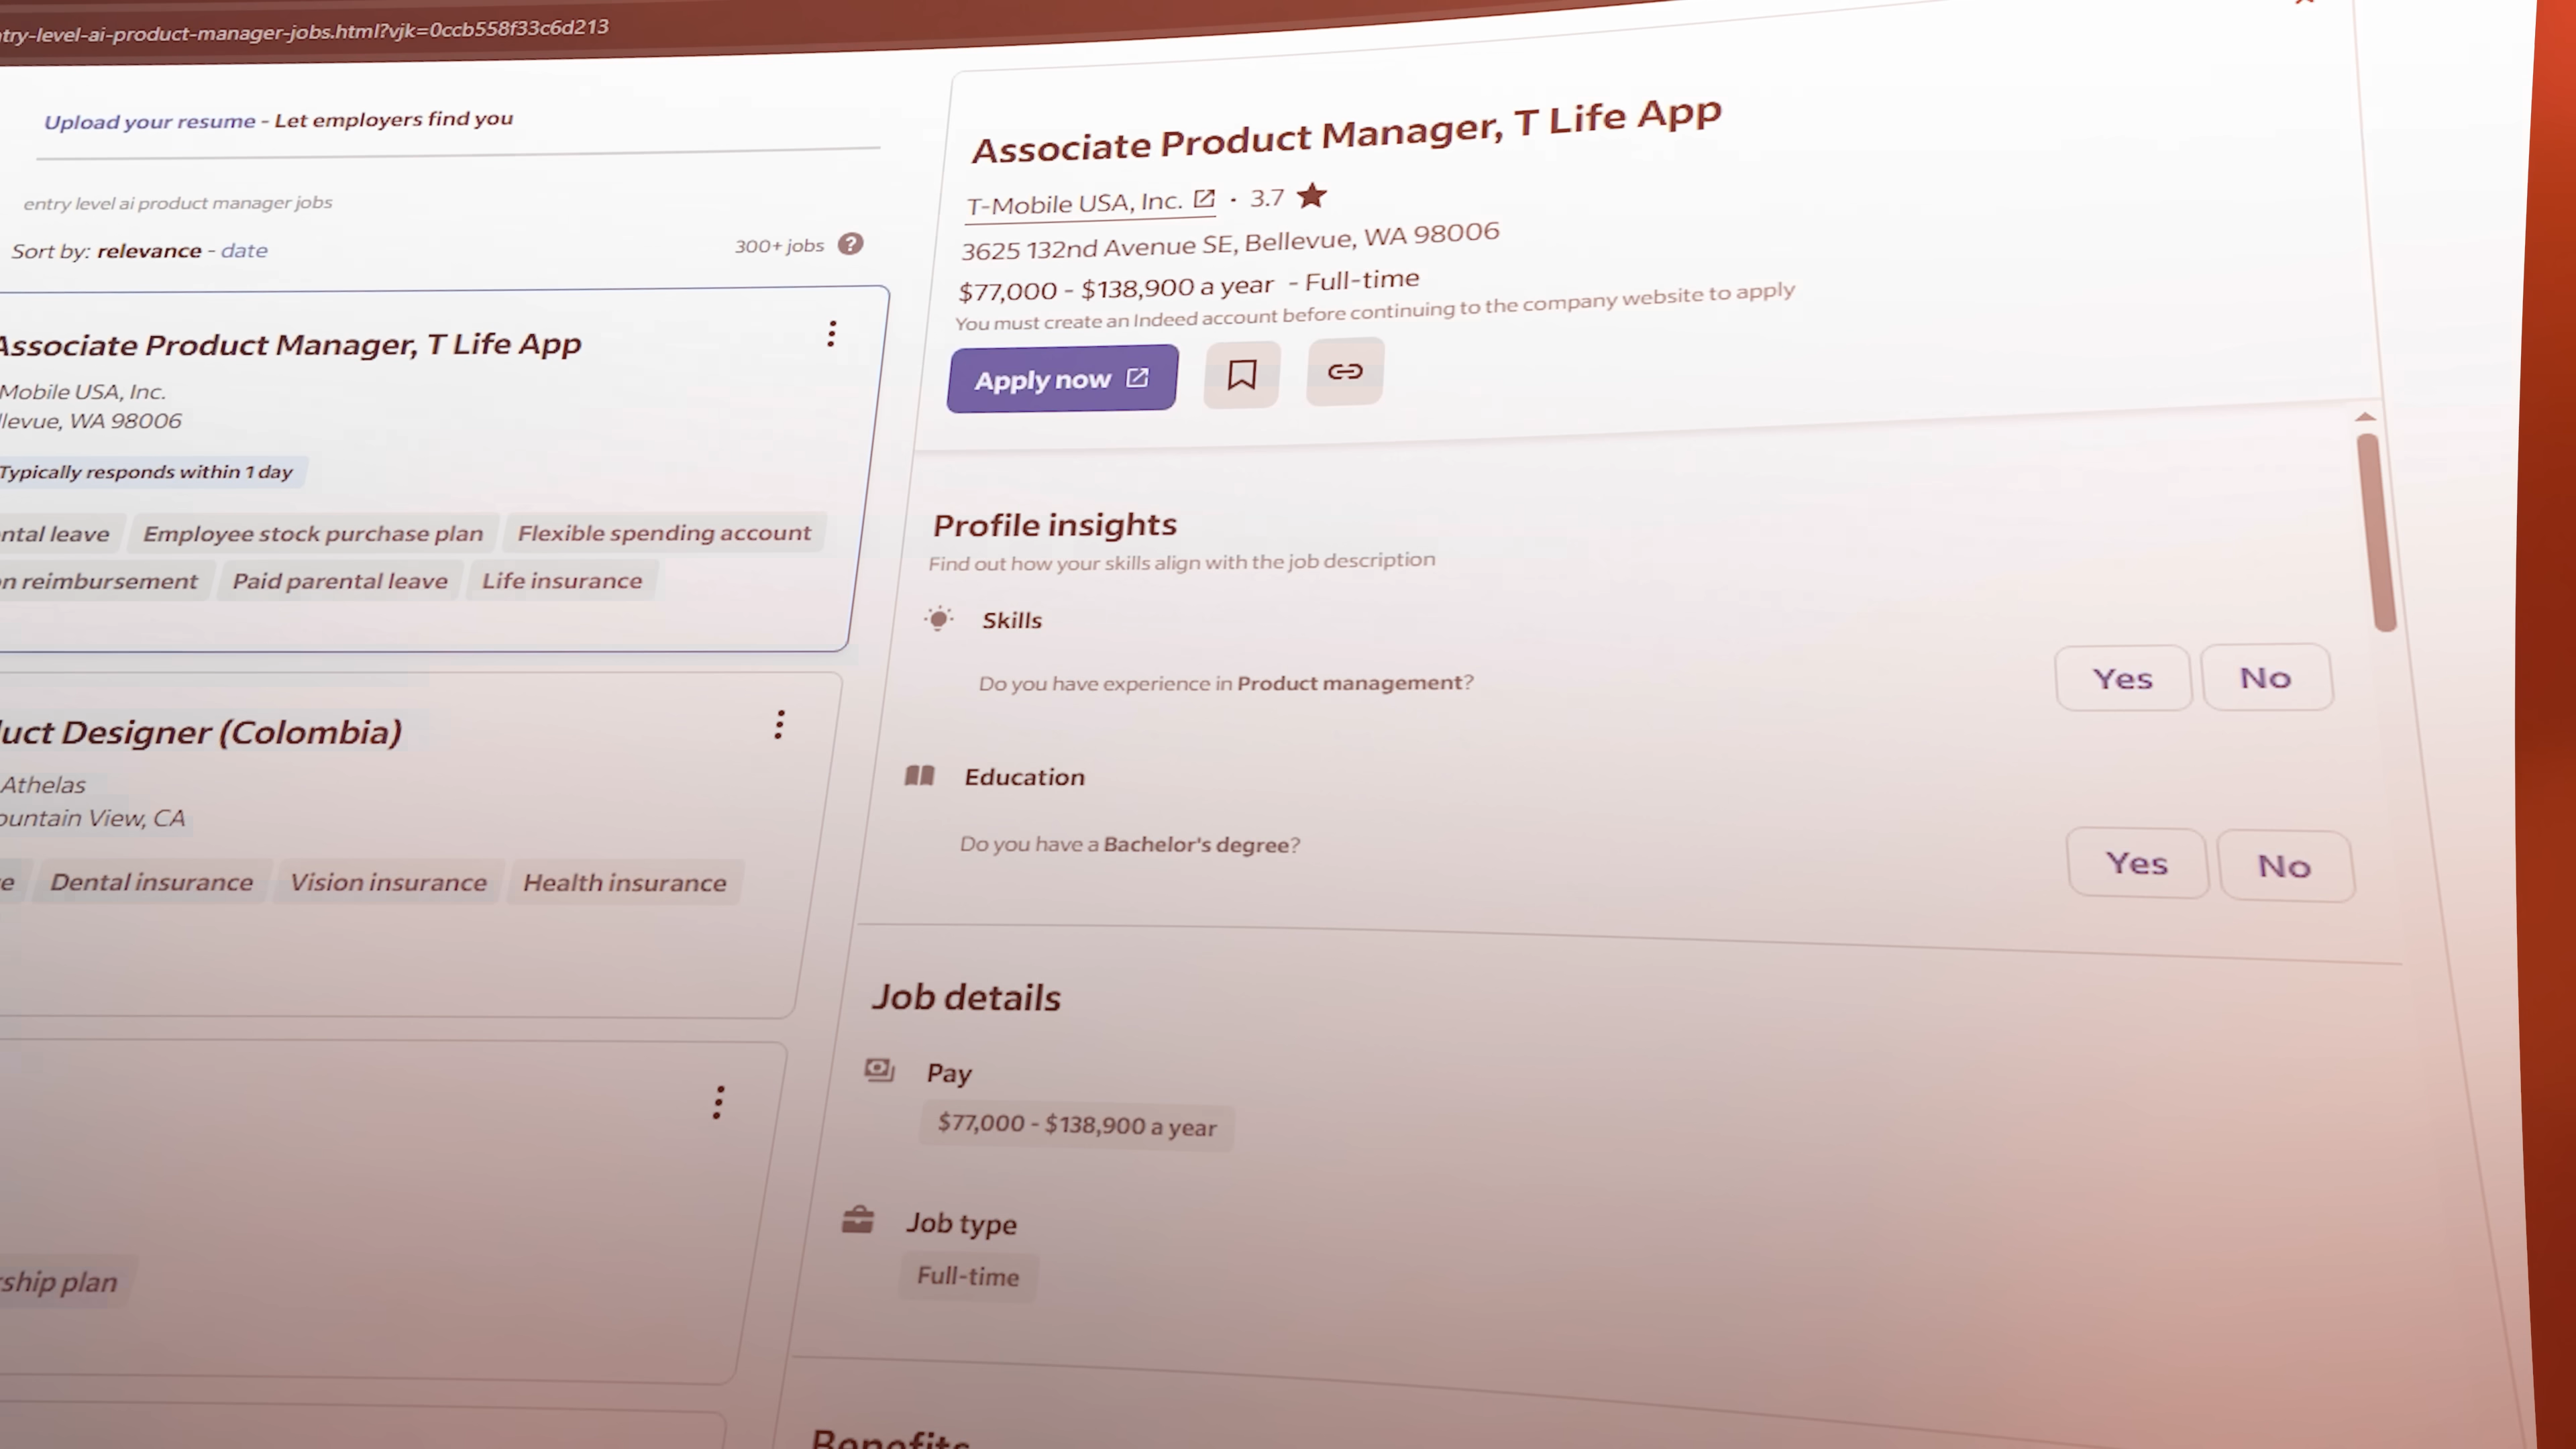 try-level-ai-product-manager-jobs.html?vjk=0ccb558f33c6d213
Upload your resume - Let employers find you
entry level ai product manager jobs
Sort by: relevance - date
300+ jobs ?
Associate Product Manager, T Life App
Mobile USA, Inc.
llevue, WA 98006
Typically responds within 1 day
ntal leave Employee stock purchase plan Flexible spending account
n reimbursement Paid parental leave Life insurance
uct Designer (Colombia)
Athelas
ountain View, CA
e Dental insurance Vision insurance Health insurance
ship plan
Associate Product Manager, T Life App
T-Mobile USA, Inc. · 3.7
3625 132nd Avenue SE, Bellevue, WA 98006
$77,000 - $138,900 a year - Full-time
You must create an Indeed account before continuing to the company website to apply
Apply now
Profile insights
Find out how your skills align with the job description
Skills
Do you have experience in Product management?
Yes No
Education
Do you have a Bachelor's degree?
Yes No
Job details
Pay
$77,000 - $138,900 a year
Job type
Full-time
Benefits